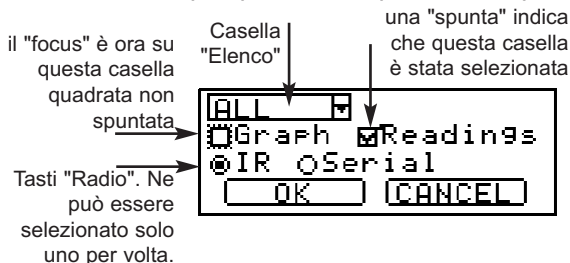 il "focus" è ora su
questa casella
quadrata non
spuntata
Casella
"Elenco"
una "spunta" indica
che questa casella
è stata selezionata
ALL
Graph Readings
IR Serial
OK CANCEL
Tasti "Radio". Ne
può essere
selezionato solo
uno per volta.